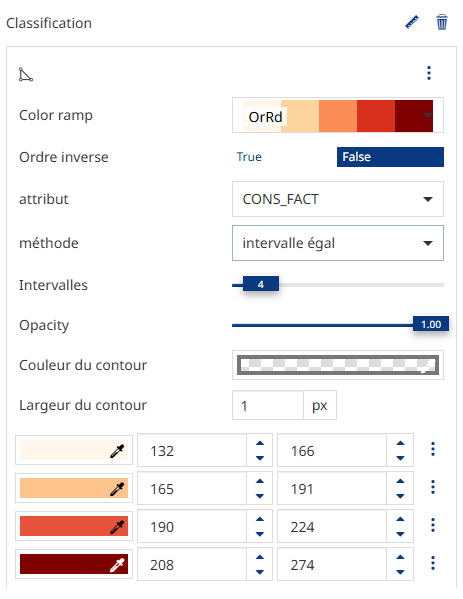 Classification
Color ramp OrRd
Ordre inverse True False
attribut CONS_FACT
méthode intervalle égal
Intervalles 4
Opacity 1.00
Couleur du contour
Largeur du contour 1 px
132 166
165 191
190 224
208 274